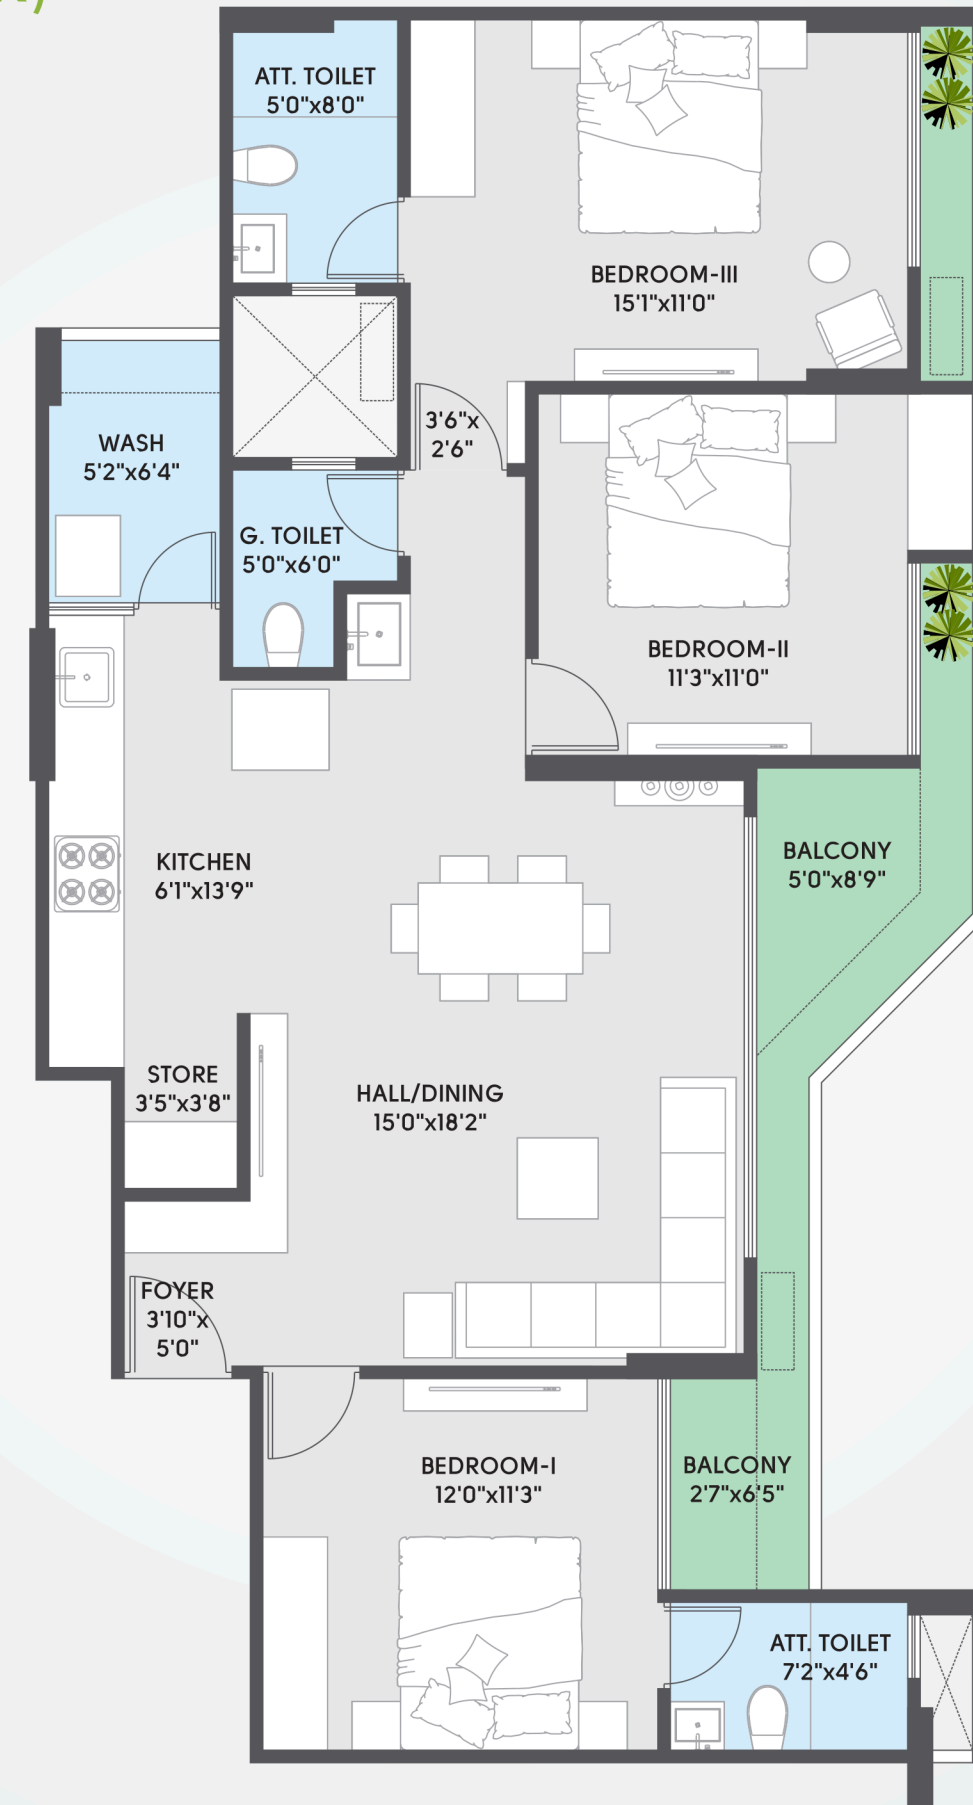 ATT. TOILET
5'0"x8'0"
BEDROOM-III
15'1"x11'0"
3'6"x
2'6"
WASH
5'2"x6'4"
G. TOILET
5'0"x6'0"
BEDROOM-II
11'3"x11'0"
KITCHEN
6'1"x13'9"
BALCONY
5'0"x8'9"
STORE
3'5"x3'8"
HALL/DINING
15'0"x18'2"
FOYER
3'10"x
5'0"
BEDROOM-I
12'0"x11'3"
BALCONY
2'7"x6'5"
ATT. TOILET
7'2"x4'6"